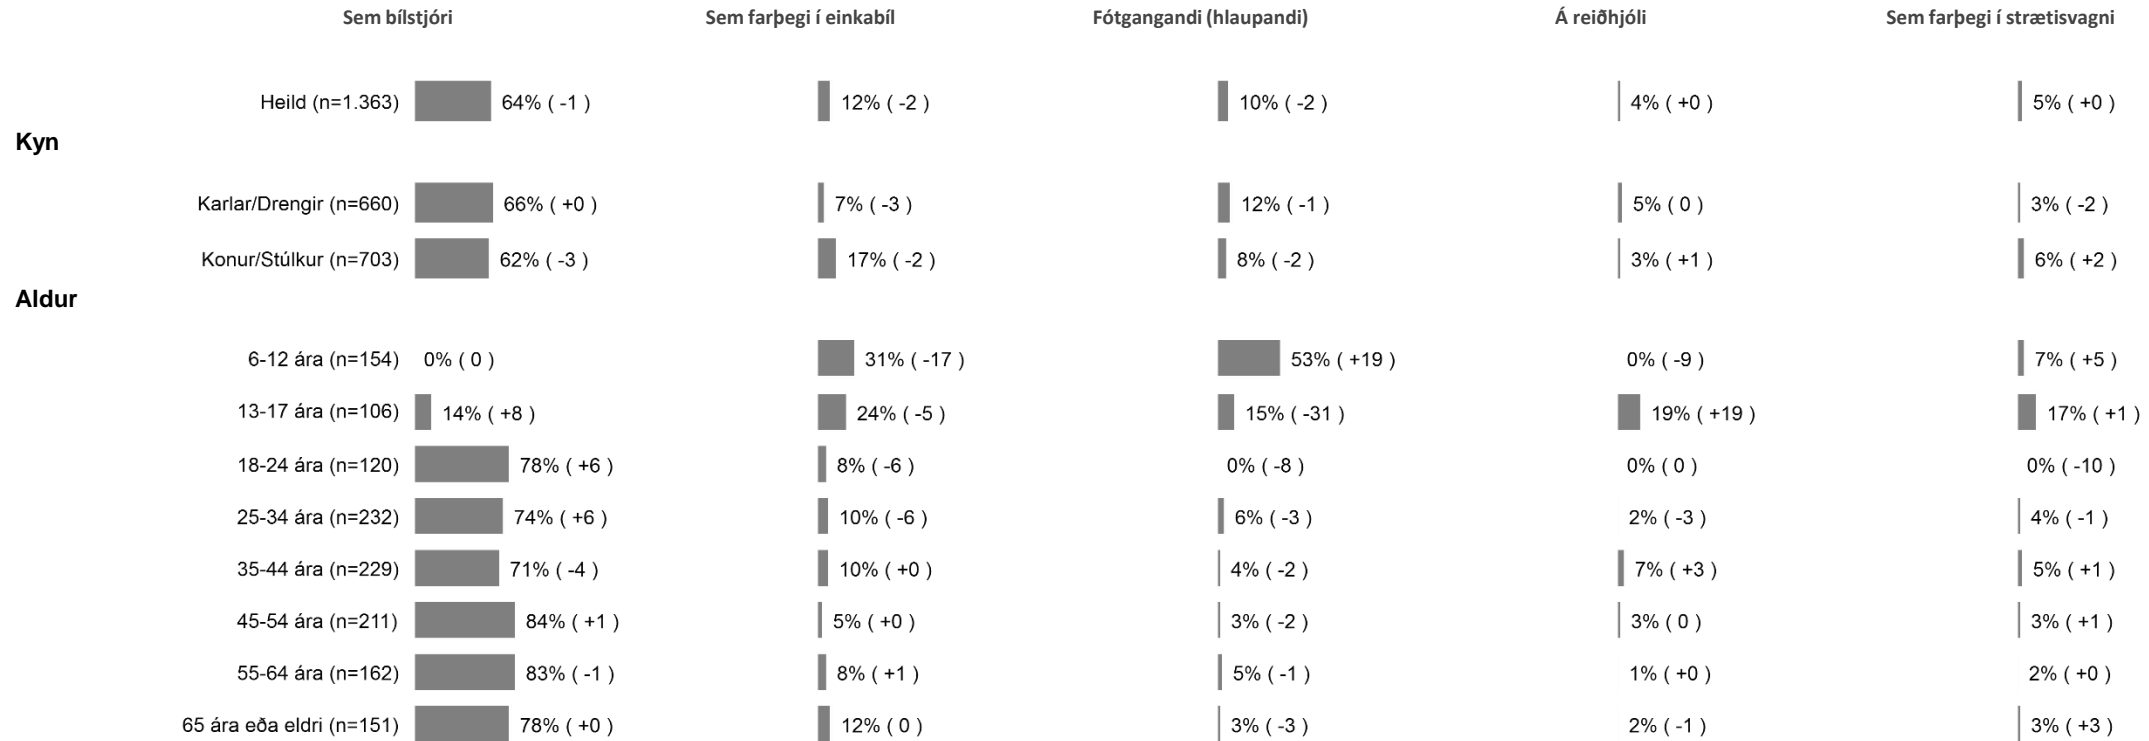 Sem bílstjóri Sem farþegi í einkabíl Fótgangandi (hlaupandi) Á reiðhjóli Sem farþegi í strætisvagni
Heild (n=1.363) 64% ( -1 ) 12% ( -2 ) 10% ( -2 ) 4% ( +0 ) 5% ( +0 )
Kyn
Karlar/Drengir (n=660) 66% ( +0 ) 7% ( -3 ) 12% ( -1 ) 5% ( 0 ) 3% ( -2 )
Konur/Stúlkur (n=703) 62% ( -3 ) 17% ( -2 ) 8% ( -2 ) 3% ( +1 ) 6% ( +2 )
Aldur
6-12 ára (n=154) 0% ( 0 ) 31% ( -17 ) 53% ( +19 ) 0% ( -9 ) 7% ( +5 )
13-17 ára (n=106) 14% ( +8 ) 24% ( -5 ) 15% ( -31 ) 19% ( +19 ) 17% ( +1 )
18-24 ára (n=120) 78% ( +6 ) 8% ( -6 ) 0% ( -8 ) 0% ( 0 ) 0% ( -10 )
25-34 ára (n=232) 74% ( +6 ) 10% ( -6 ) 6% ( -3 ) 2% ( -3 ) 4% ( -1 )
35-44 ára (n=229) 71% ( -4 ) 10% ( +0 ) 4% ( -2 ) 7% ( +3 ) 5% ( +1 )
45-54 ára (n=211) 84% ( +1 ) 5% ( +0 ) 3% ( -2 ) 3% ( 0 ) 3% ( +1 )
55-64 ára (n=162) 83% ( -1 ) 8% ( +1 ) 5% ( -1 ) 1% ( +0 ) 2% ( +0 )
65 ára eða eldri (n=151) 78% ( +0 ) 12% ( 0 ) 3% ( -3 ) 2% ( -1 ) 3% ( +3 )